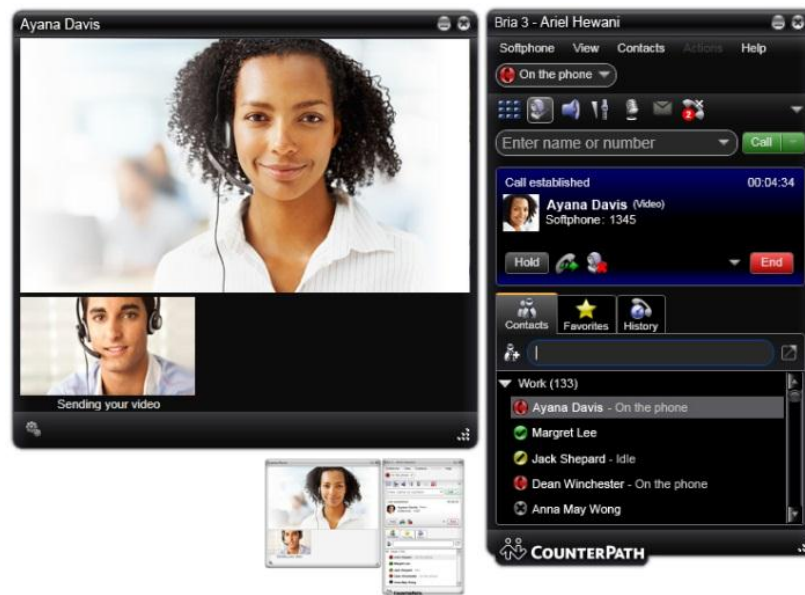 Ayana Davis
Sending your video
Bria 3 - Ariel Hewani
Softphone View Contacts Actions Help
On the phone
2
Enter name or number
Call
Call established 00:04:34
Ayana Davis (Video)
Softphone: 1345
Hold
End
Contacts Favorites History
Work (133)
Ayana Davis - On the phone
Margret Lee
Jack Shepard - Idle
Dean Winchester - On the phone
Anna May Wong
COUNTERPATH